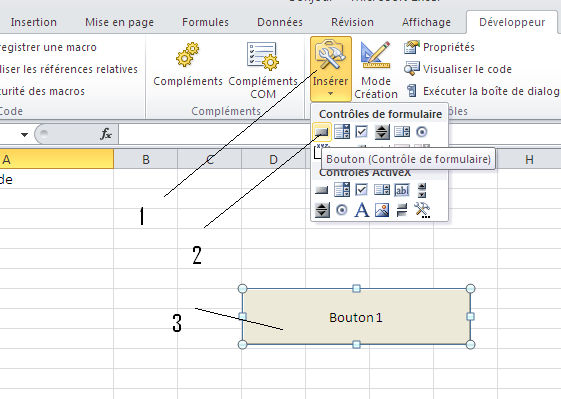 Insertion Mise en page Formules Données Révision Affichage Développeur
registrer une macro
liser les références relatives
curité des macros
Code
Compléments Compléments COM
Compléments
Insérer
Mode Création
Propriétés
Visualiser le code
Exécuter la boîte de dialog
ôles
Contrôles de formulaire
Bouton (Contrôle de formulaire)
Contrôles ActiveX
ab
A
fx
A B C D H
de
1
2
3
Bouton 1